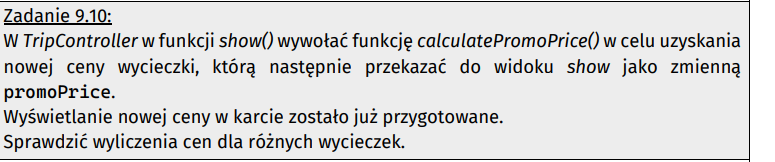 Zadanie 9.10:
W TripController w funkcji show() wywołać funkcję calculatePromoPrice() w celu uzyskania
nowej ceny wycieczki, którą następnie przekazać do widoku show jako zmienną
promoPrice.
Wyświetlanie nowej ceny w karcie zostało już przygotowane.
Sprawdzić wyliczenia cen dla różnych wycieczek.